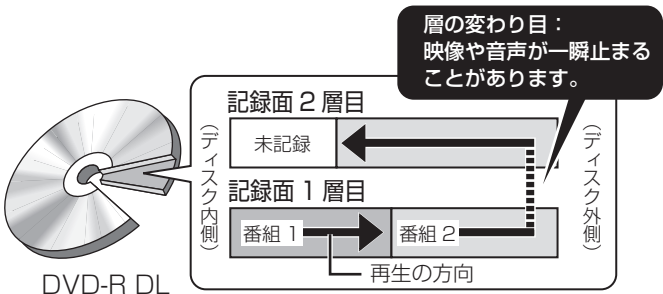 層の変わり目：
映像や音声が一瞬止まる
ことがあります。
記録面 2 層目
（ディスク内側）
未記録
（ディスク外側）
記録面 1 層目
番組 1
番組 2
再生の方向
DVD-R DL